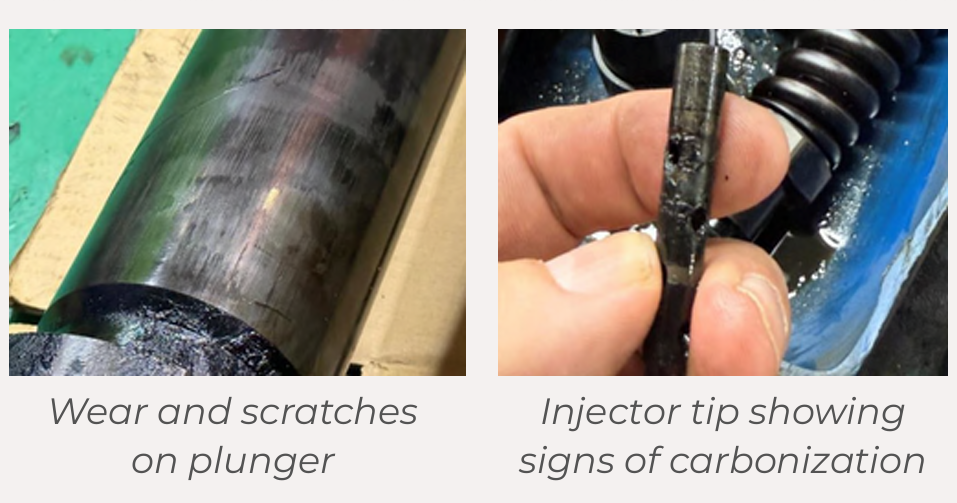 Wear and scratches
on plunger
Injector tip showing
signs of carbonization